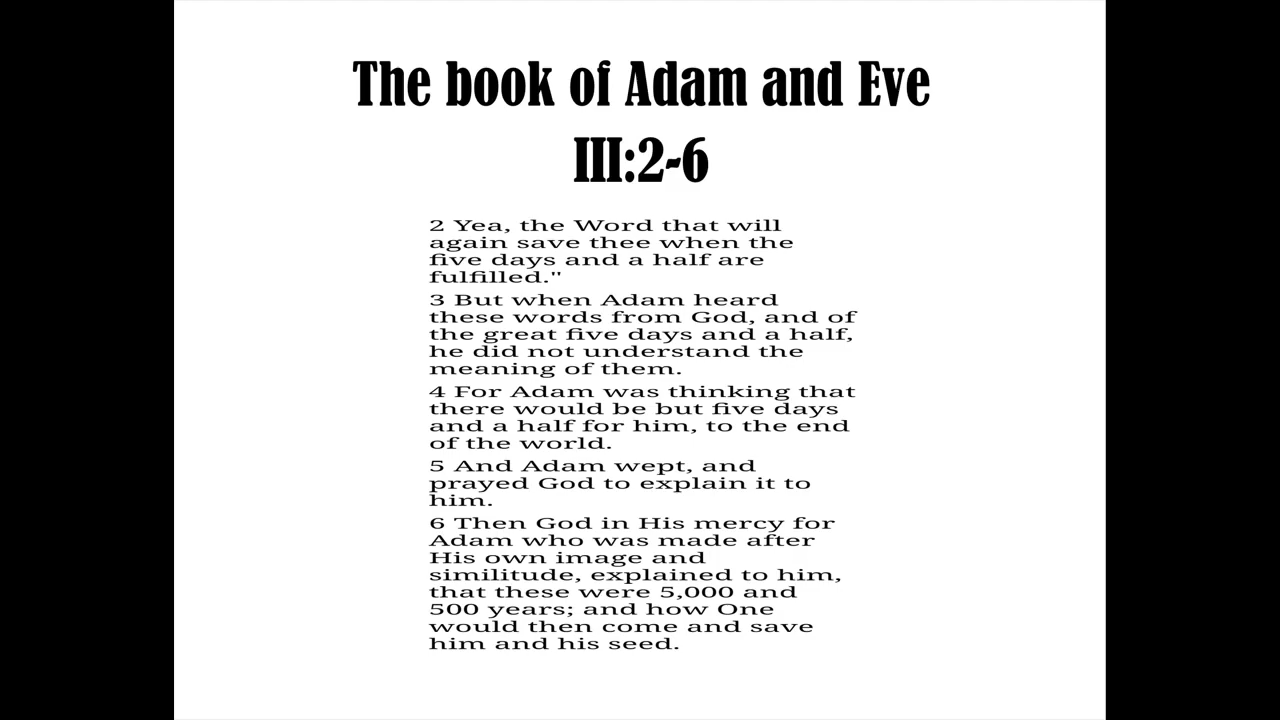 The book of Adam and Eve
III:2-6
2 Yea, the Word that will
again save thee when the
five days and a half are
fulfilled."
3 But when Adam heard
these words from God, and of
the great five days and a half,
he did not understand the
meaning of them.
4 For Adam was thinking that
there would be but five days
and a half for him, to the end
of the world.
5 And Adam wept, and
prayed God to explain it to
him.
6 Then God in His mercy for
Adam who was made after
His own image and
similitude, explained to him,
that these were 5,000 and
500 years; and how One
would then come and save
him and his seed.